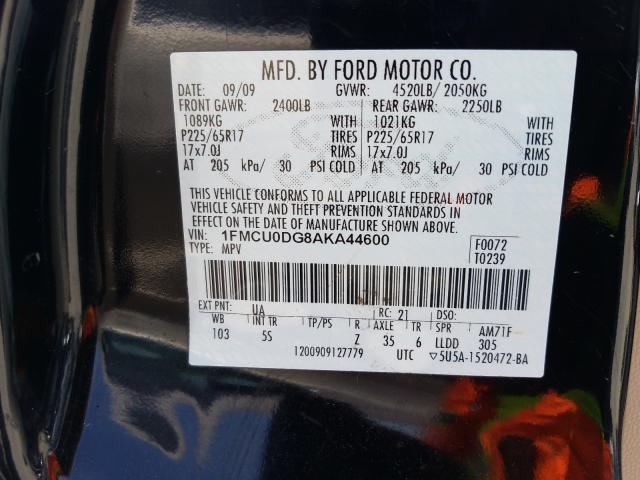 MFD. BY FORD MOTOR CO.
DATE: 09/09 GVWR: 4520LB/ 2050KG
FRONT GAWR: 2400LB REAR GAWR: 2250LB
1089KG WITH 1021KG WITH
P225/65R17 TIRES P225/65R17 TIRES
17x7.0J RIMS 17x7.0J RIMS
AT 205 kPa/ 30 PSI COLD AT 205 kPa/ 30 PSI COLD
THIS VEHICLE CONFORMS TO ALL APPLICABLE FEDERAL MOTOR
VEHICLE SAFETY AND THEFT PREVENTION STANDARDS IN
EFFECT ON THE DATE OF MANUFACTURE SHOWN ABOVE.
VIN: 1FMCU0DG8AKA44600 F0072
TYPE: MPV T0239
EXT PNT: UA RC: 21 DSO:
WB INT TR TP/PS R AXLE TR SPR AM71F
103 5S Z 35 6 LLDD 305
1200909127779 UTC ▽5U5A-1520472-BA